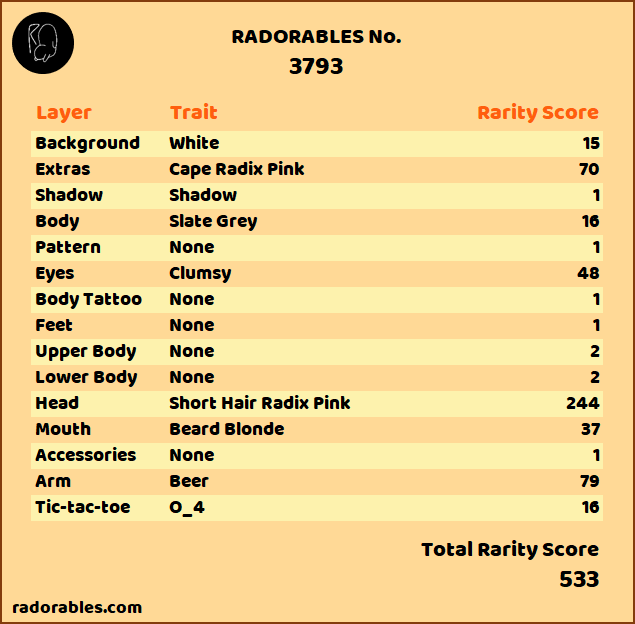 RADORABLES No.
3793
Layer Trait Rarity Score
Background White 15
Extras Cape Radix Pink 70
Shadow Shadow 1
Body Slate Grey 16
Pattern None 1
Eyes Clumsy 48
Body Tattoo None 1
Feet None 1
Upper Body None 2
Lower Body None 2
Head Short Hair Radix Pink 244
Mouth Beard Blonde 37
Accessories None 1
Arm Beer 79
Tic-tac-toe O_4 16
Total Rarity Score
533
radorables.com